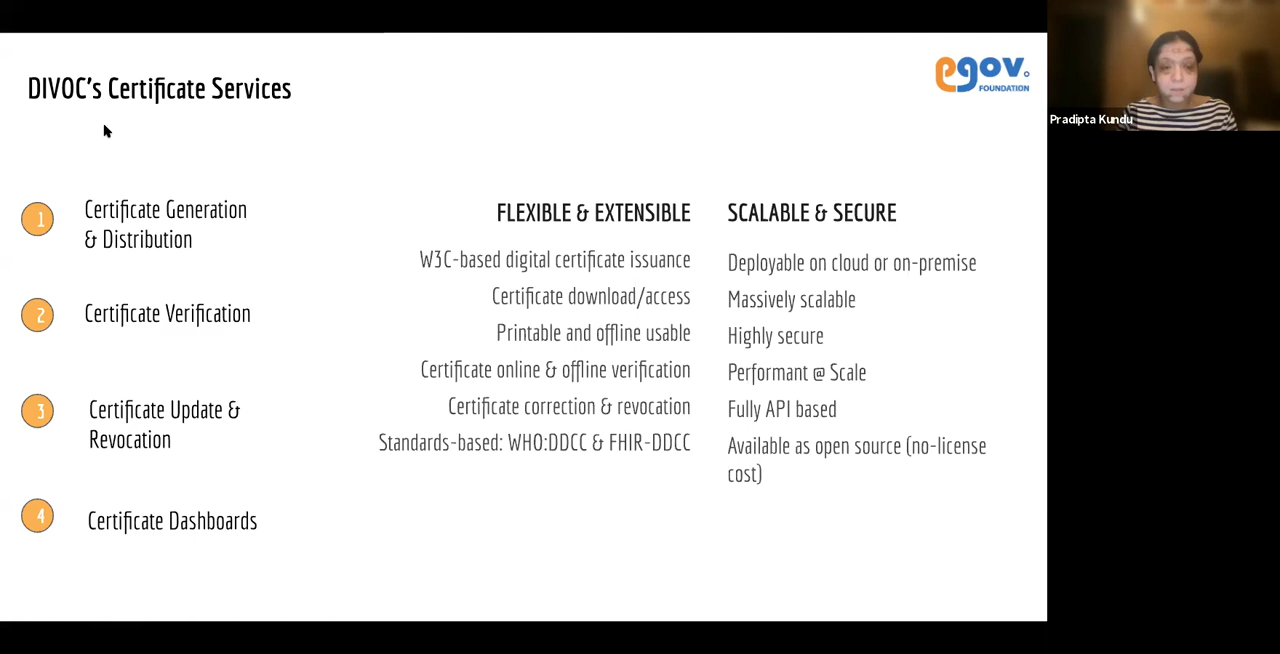 DIVOC's Certificate Services
egov.
FOUNDATION
Pradipta Kundu
1
Certificate Generation
& Distribution
2
Certificate Verification
3
Certificate Update &
Revocation
4
Certificate Dashboards
FLEXIBLE & EXTENSIBLE
W3C-based digital certificate issuance
Certificate download/access
Printable and offline usable
Certificate online & offline verification
Certificate correction & revocation
Standards-based: WHO:DDCC & FHIR-DDCC
SCALABLE & SECURE
Deployable on cloud or on-premise
Massively scalable
Highly secure
Performant @ Scale
Fully API based
Available as open source (no-license
cost)